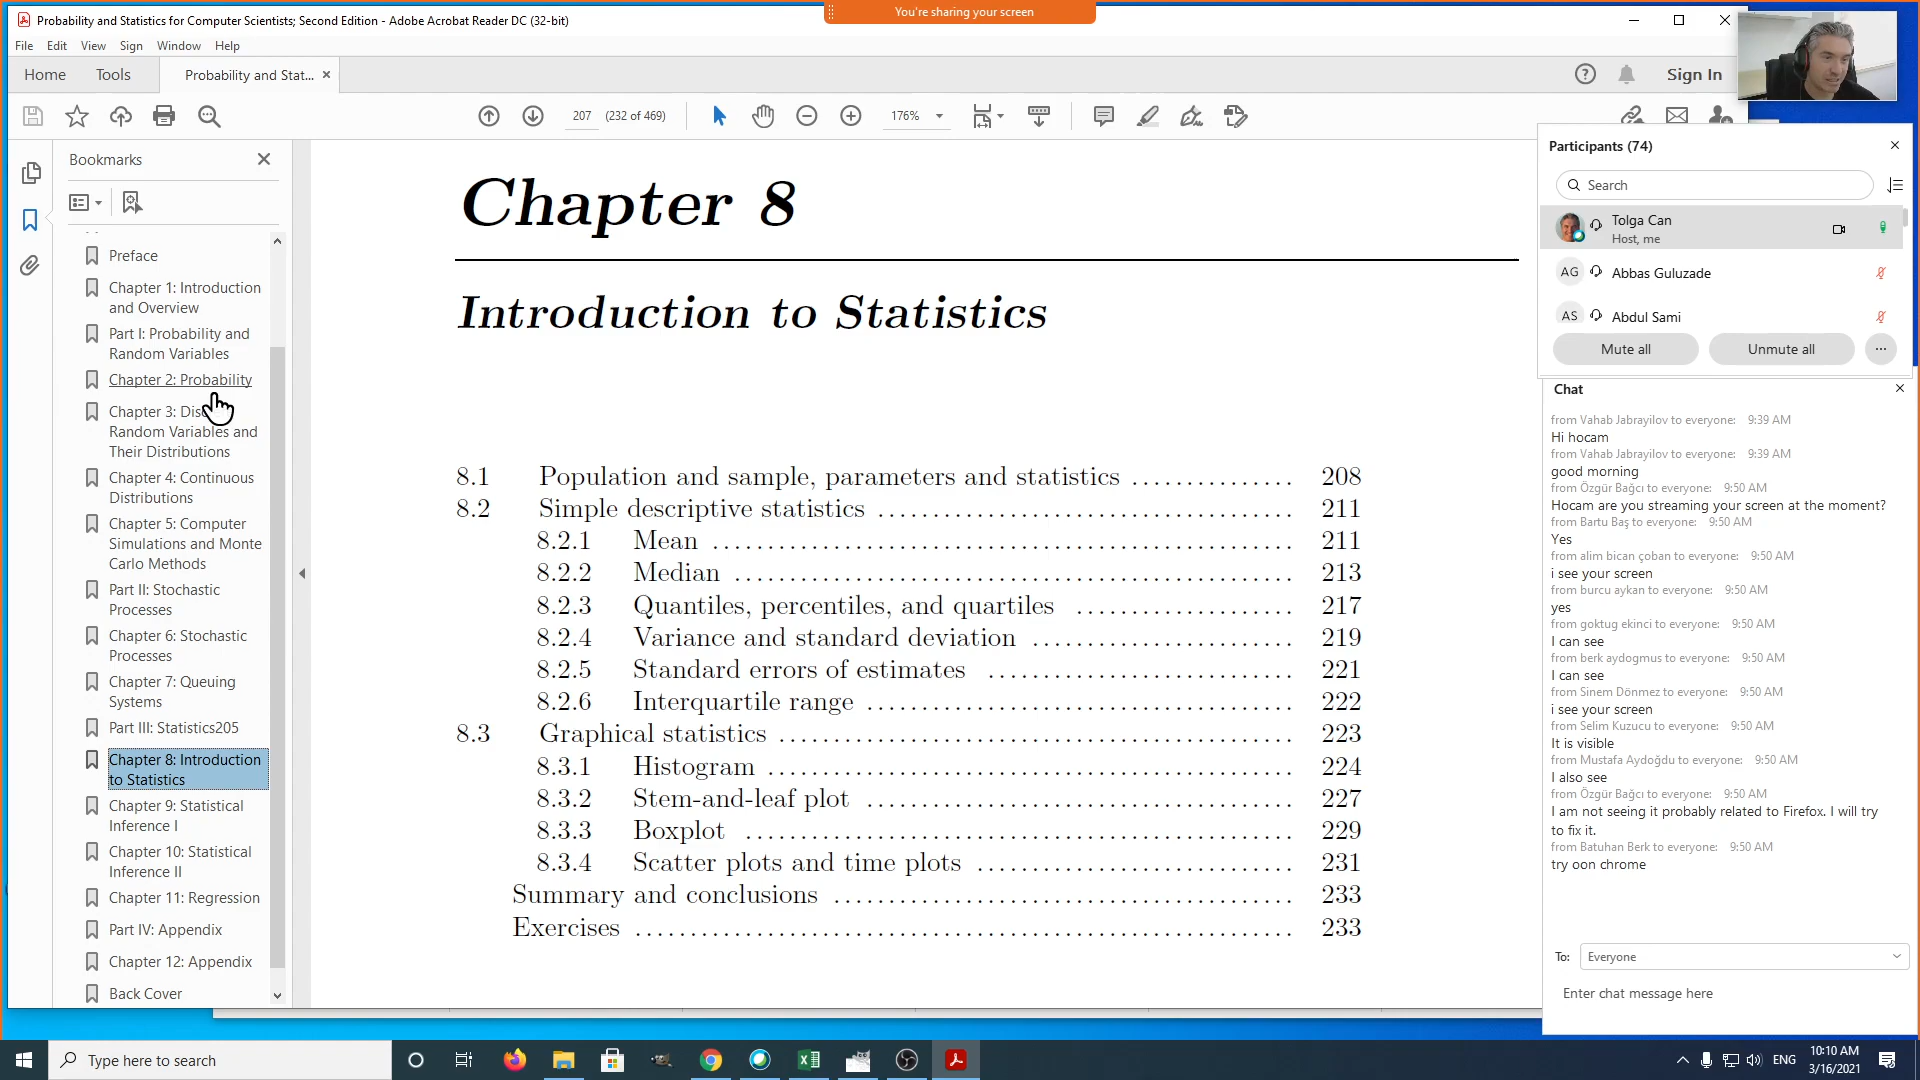 You're sharing your screen
Probability and Statistics for Computer Scientists; Second Edition - Adobe Acrobat Reader DC (32-bit)
File Edit View Sign Window Help
Home Tools Probability and Stat... × Sign In
207 (232 of 469) 176%
Bookmarks
Preface
Chapter 1: Introduction
and Overview
Part I: Probability and
Random Variables
Chapter 2: Probability
Chapter 3: Disc
Random Variables and
Their Distributions
Chapter 4: Continuous
Distributions
Chapter 5: Computer
Simulations and Monte
Carlo Methods
Part II: Stochastic
Processes
Chapter 6: Stochastic
Processes
Chapter 7: Queuing
Systems
Part III: Statistics205
Chapter 8: Introduction
to Statistics
Chapter 9: Statistical
Inference I
Chapter 10: Statistical
Inference II
Chapter 11: Regression
Part IV: Appendix
Chapter 12: Appendix
Back Cover
Chapter 8
Introduction to Statistics
8.1 Population and sample, parameters and statistics ............... 208
8.2 Simple descriptive statistics ...................................... 211
8.2.1 Mean ..................................................... 211
8.2.2 Median ................................................... 213
8.2.3 Quantiles, percentiles, and quartiles .................... 217
8.2.4 Variance and standard deviation ........................ 219
8.2.5 Standard errors of estimates ............................ 221
8.2.6 Interquartile range ....................................... 222
8.3 Graphical statistics ............................................... 223
8.3.1 Histogram ................................................ 224
8.3.2 Stem-and-leaf plot ....................................... 227
8.3.3 Boxplot ................................................... 229
8.3.4 Scatter plots and time plots ............................. 231
Summary and conclusions ........................................... 233
Exercises ............................................................. 233
Participants (74)
Search
Tolga Can
Host, me
AG Abbas Guluzade
AS Abdul Sami
Mute all Unmute all ...
Chat
from Vahab Jabrayilov to everyone: 9:39 AM
Hi hocam
from Vahab Jabrayilov to everyone: 9:39 AM
good morning
from Özgür Bağcı to everyone: 9:50 AM
Hocam are you streaming your screen at the moment?
from Bartu Baş to everyone: 9:50 AM
Yes
from alim bican çoban to everyone: 9:50 AM
i see your screen
from burcu aykan to everyone: 9:50 AM
yes
from goktug ekinci to everyone: 9:50 AM
I can see
from berk aydogmus to everyone: 9:50 AM
I can see
from Sinem Dönmez to everyone: 9:50 AM
i see your screen
from Selim Kuzucu to everyone: 9:50 AM
It is visible
from Mustafa Aydoğdu to everyone: 9:50 AM
I also see
from Özgür Bağcı to everyone: 9:50 AM
I am not seeing it probably related to Firefox. I will try
to fix it.
from Batuhan Berk to everyone: 9:50 AM
try oon chrome
To: Everyone
Enter chat message here
Type here to search
ENG
10:10 AM
3/16/2021